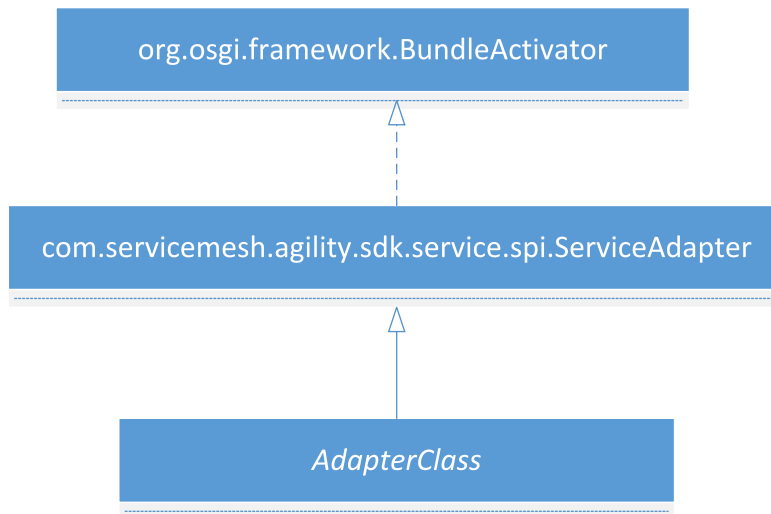 org.osgi.framework.BundleActivator
com.servicemesh.agility.sdk.service.spi.ServiceAdapter
AdapterClass